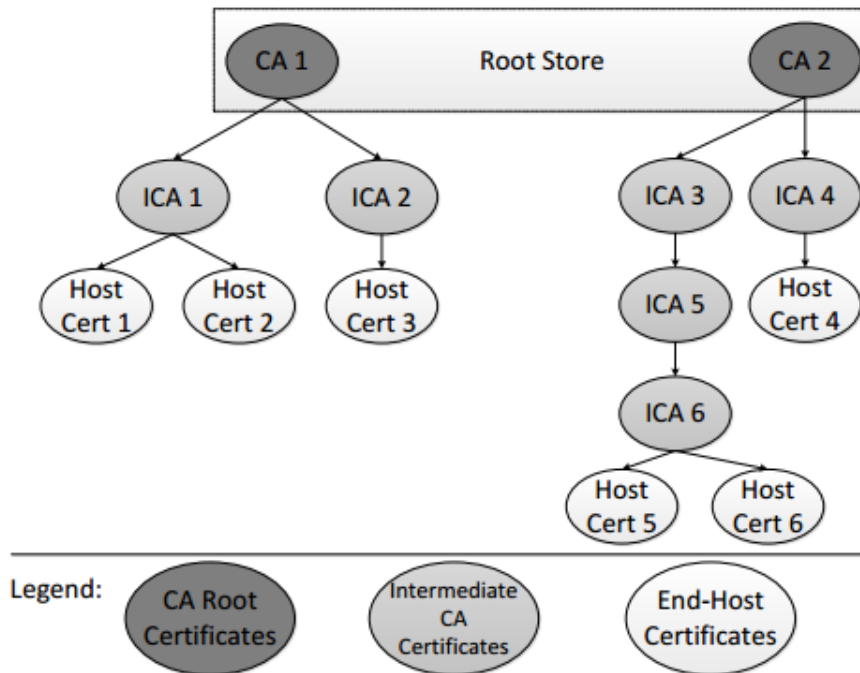 CA 1
Root Store
CA 2
ICA 1
ICA 2
ICA 3
ICA 4
Host
Cert 1
Host
Cert 2
Host
Cert 3
ICA 5
Host
Cert 4
ICA 6
Host
Cert 5
Host
Cert 6
Legend:
CA Root
Certificates
Intermediate
CA
Certificates
End-Host
Certificates